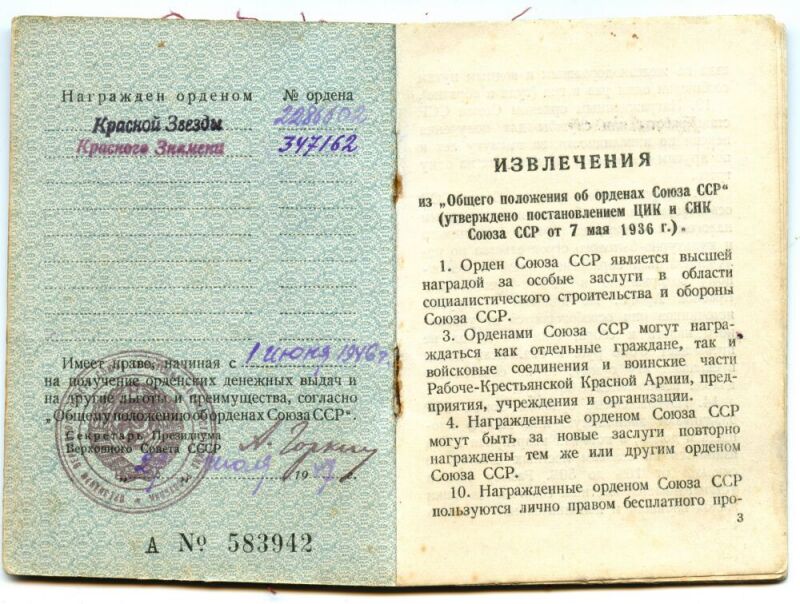 Награжден орденом № ордена
Красной Звезды
Красного Знамени 347162
Имеет право, начиная с 1 июня 1946 г.
на получение орденских денежных выдач и
на другие льготы и преимущества, согласно
„Общему положению об орденах Союза ССР“.
Секретарь Президиума
Верховного Совета СССР А. Горкин
19 г.
А № 583942
ИЗВЛЕЧЕНИЯ
из „Общего положения об орденах Союза ССР“
(утверждено постановлением ЦИК и СНК
Союза ССР от 7 мая 1936 г.).
1. Орден Союза ССР является высшей
наградой за особые заслуги в области
социалистического строительства и обороны
Союза ССР.
3. Орденами Союза ССР могут награ-
ждаться как отдельные граждане, так и
войсковые соединения и воинские части
Рабоче-Крестьянской Красной Армии, пред-
приятия, учреждения и организации.
4. Награжденные орденом Союза ССР
могут быть за новые заслуги повторно
награждены тем же или другим орденом
Союза ССР.
10. Награжденные орденом Союза ССР
пользуются лично правом бесплатного про-
3